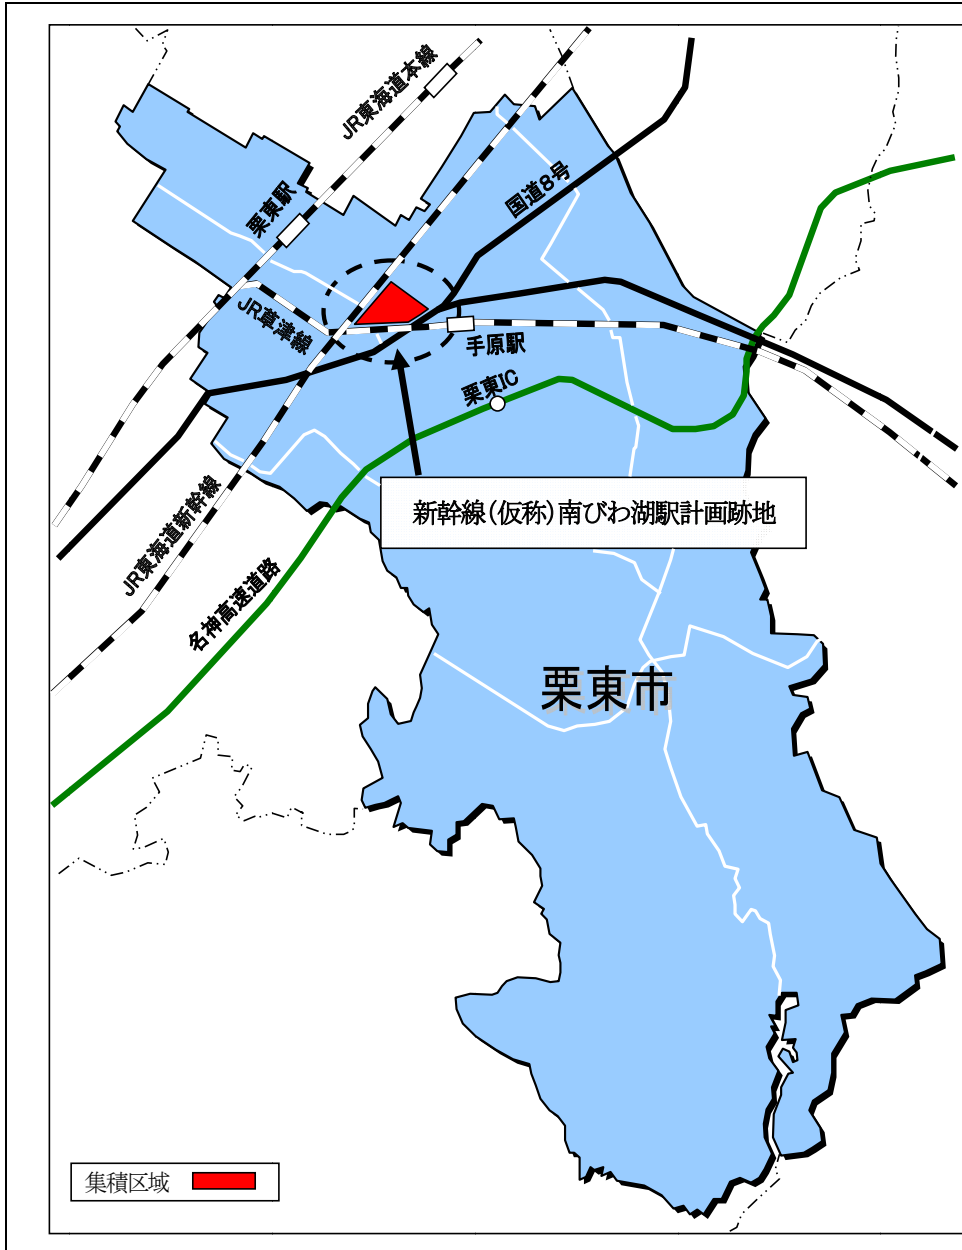 JR東海道本線
栗東駅
国道8号
JR草津線
手原駅
栗東IC
新幹線(仮称)南びわ湖駅計画跡地
JR東海道新幹線
名神高速道路
栗東市
集積区域